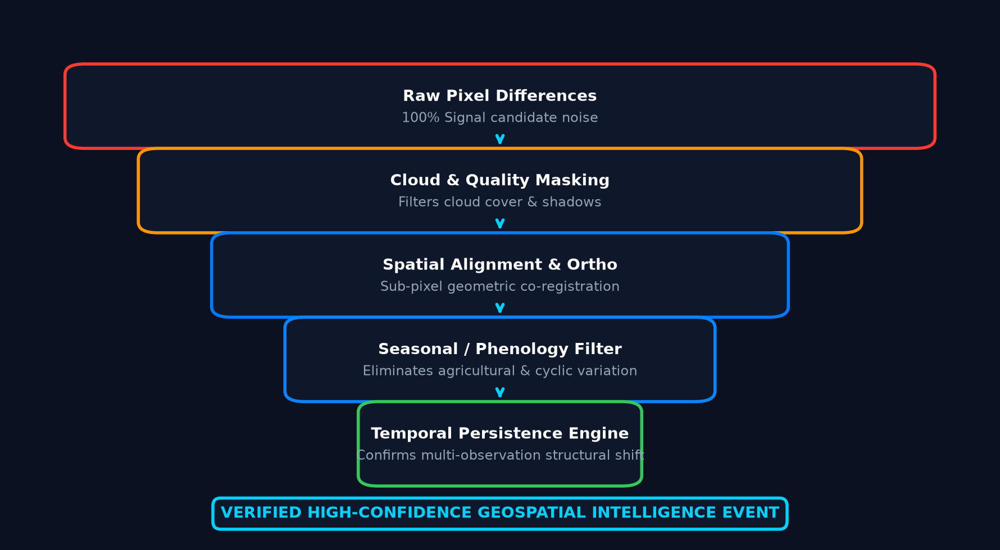 Raw Pixel Differences
100% Signal candidate noise
Cloud & Quality Masking
Filters cloud cover & shadows
Spatial Alignment & Ortho
Sub-pixel geometric co-registration
Seasonal / Phenology Filter
Eliminates agricultural & cyclic variation
Temporal Persistence Engine
Confirms multi-observation structural shift
VERIFIED HIGH-CONFIDENCE GEOSPATIAL INTELLIGENCE EVENT